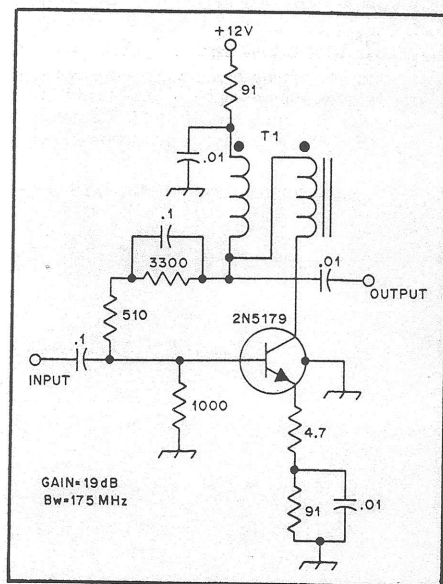 +12V
91
T1
.01
.1
3300
.01
OUTPUT
510
2N5179
.1
INPUT
1000
4.7
GAIN=19dB
BW=175 MHz
91
.01